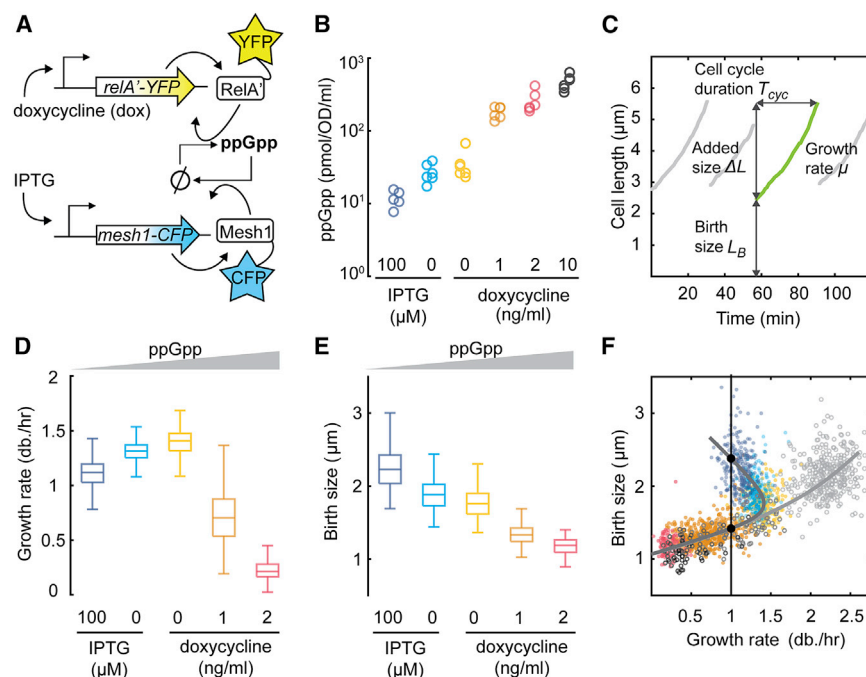 A
YFP
relA'-YFP
RelA'
doxycycline (dox)
ppGpp
IPTG
mesh1-CFP
Mesh1
CFP
B
ppGpp (pmol/OD/ml)
10³
10²
10¹
10⁰
100 0 0 1 2 10
IPTG
(µM)
doxycycline
(ng/ml)
C
Cell length (µm)
6
5
4
3
2
1
Cell cycle
duration Tcyc
Added
size ΔL
Growth
rate µ
Birth
size LB
20 60 100
Time (min)
D
ppGpp
Growth rate (db./hr)
2
1.5
1
0.5
0
100 0 0 1 2
IPTG
(µM)
doxycycline
(ng/ml)
E
ppGpp
Birth size (µm)
3
2
1
100 0 0 1 2
IPTG
(µM)
doxycycline
(ng/ml)
F
Birth size (µm)
3
2
1
0.5 1 1.5 2 2.5
Growth rate (db./hr)